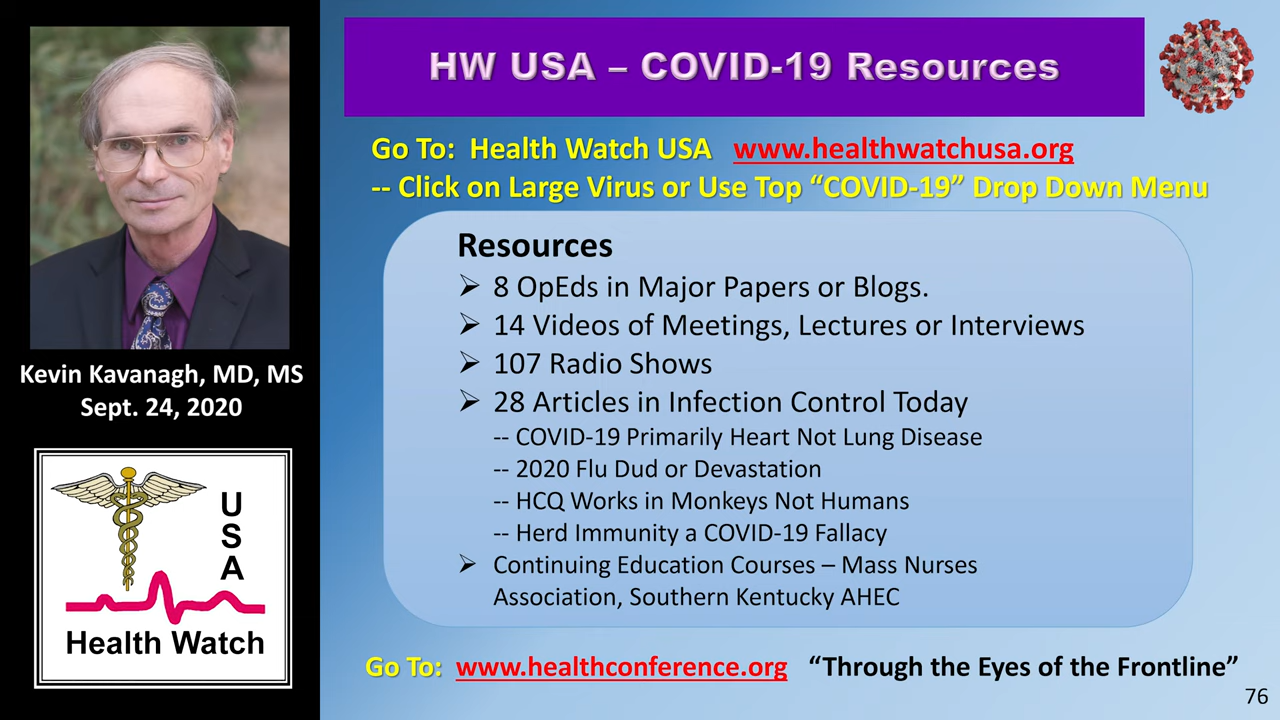 HW USA – COVID-19 Resources
Go To: Health Watch USA www.healthwatchusa.org
-- Click on Large Virus or Use Top “COVID-19” Drop Down Menu
Resources
➢ 8 OpEds in Major Papers or Blogs.
➢ 14 Videos of Meetings, Lectures or Interviews
➢ 107 Radio Shows
➢ 28 Articles in Infection Control Today
-- COVID-19 Primarily Heart Not Lung Disease
-- 2020 Flu Dud or Devastation
-- HCQ Works in Monkeys Not Humans
-- Herd Immunity a COVID-19 Fallacy
➢ Continuing Education Courses – Mass Nurses
Association, Southern Kentucky AHEC
Go To: www.healthconference.org “Through the Eyes of the Frontline”
76
Kevin Kavanagh, MD, MS
Sept. 24, 2020
U
S
A
Health Watch